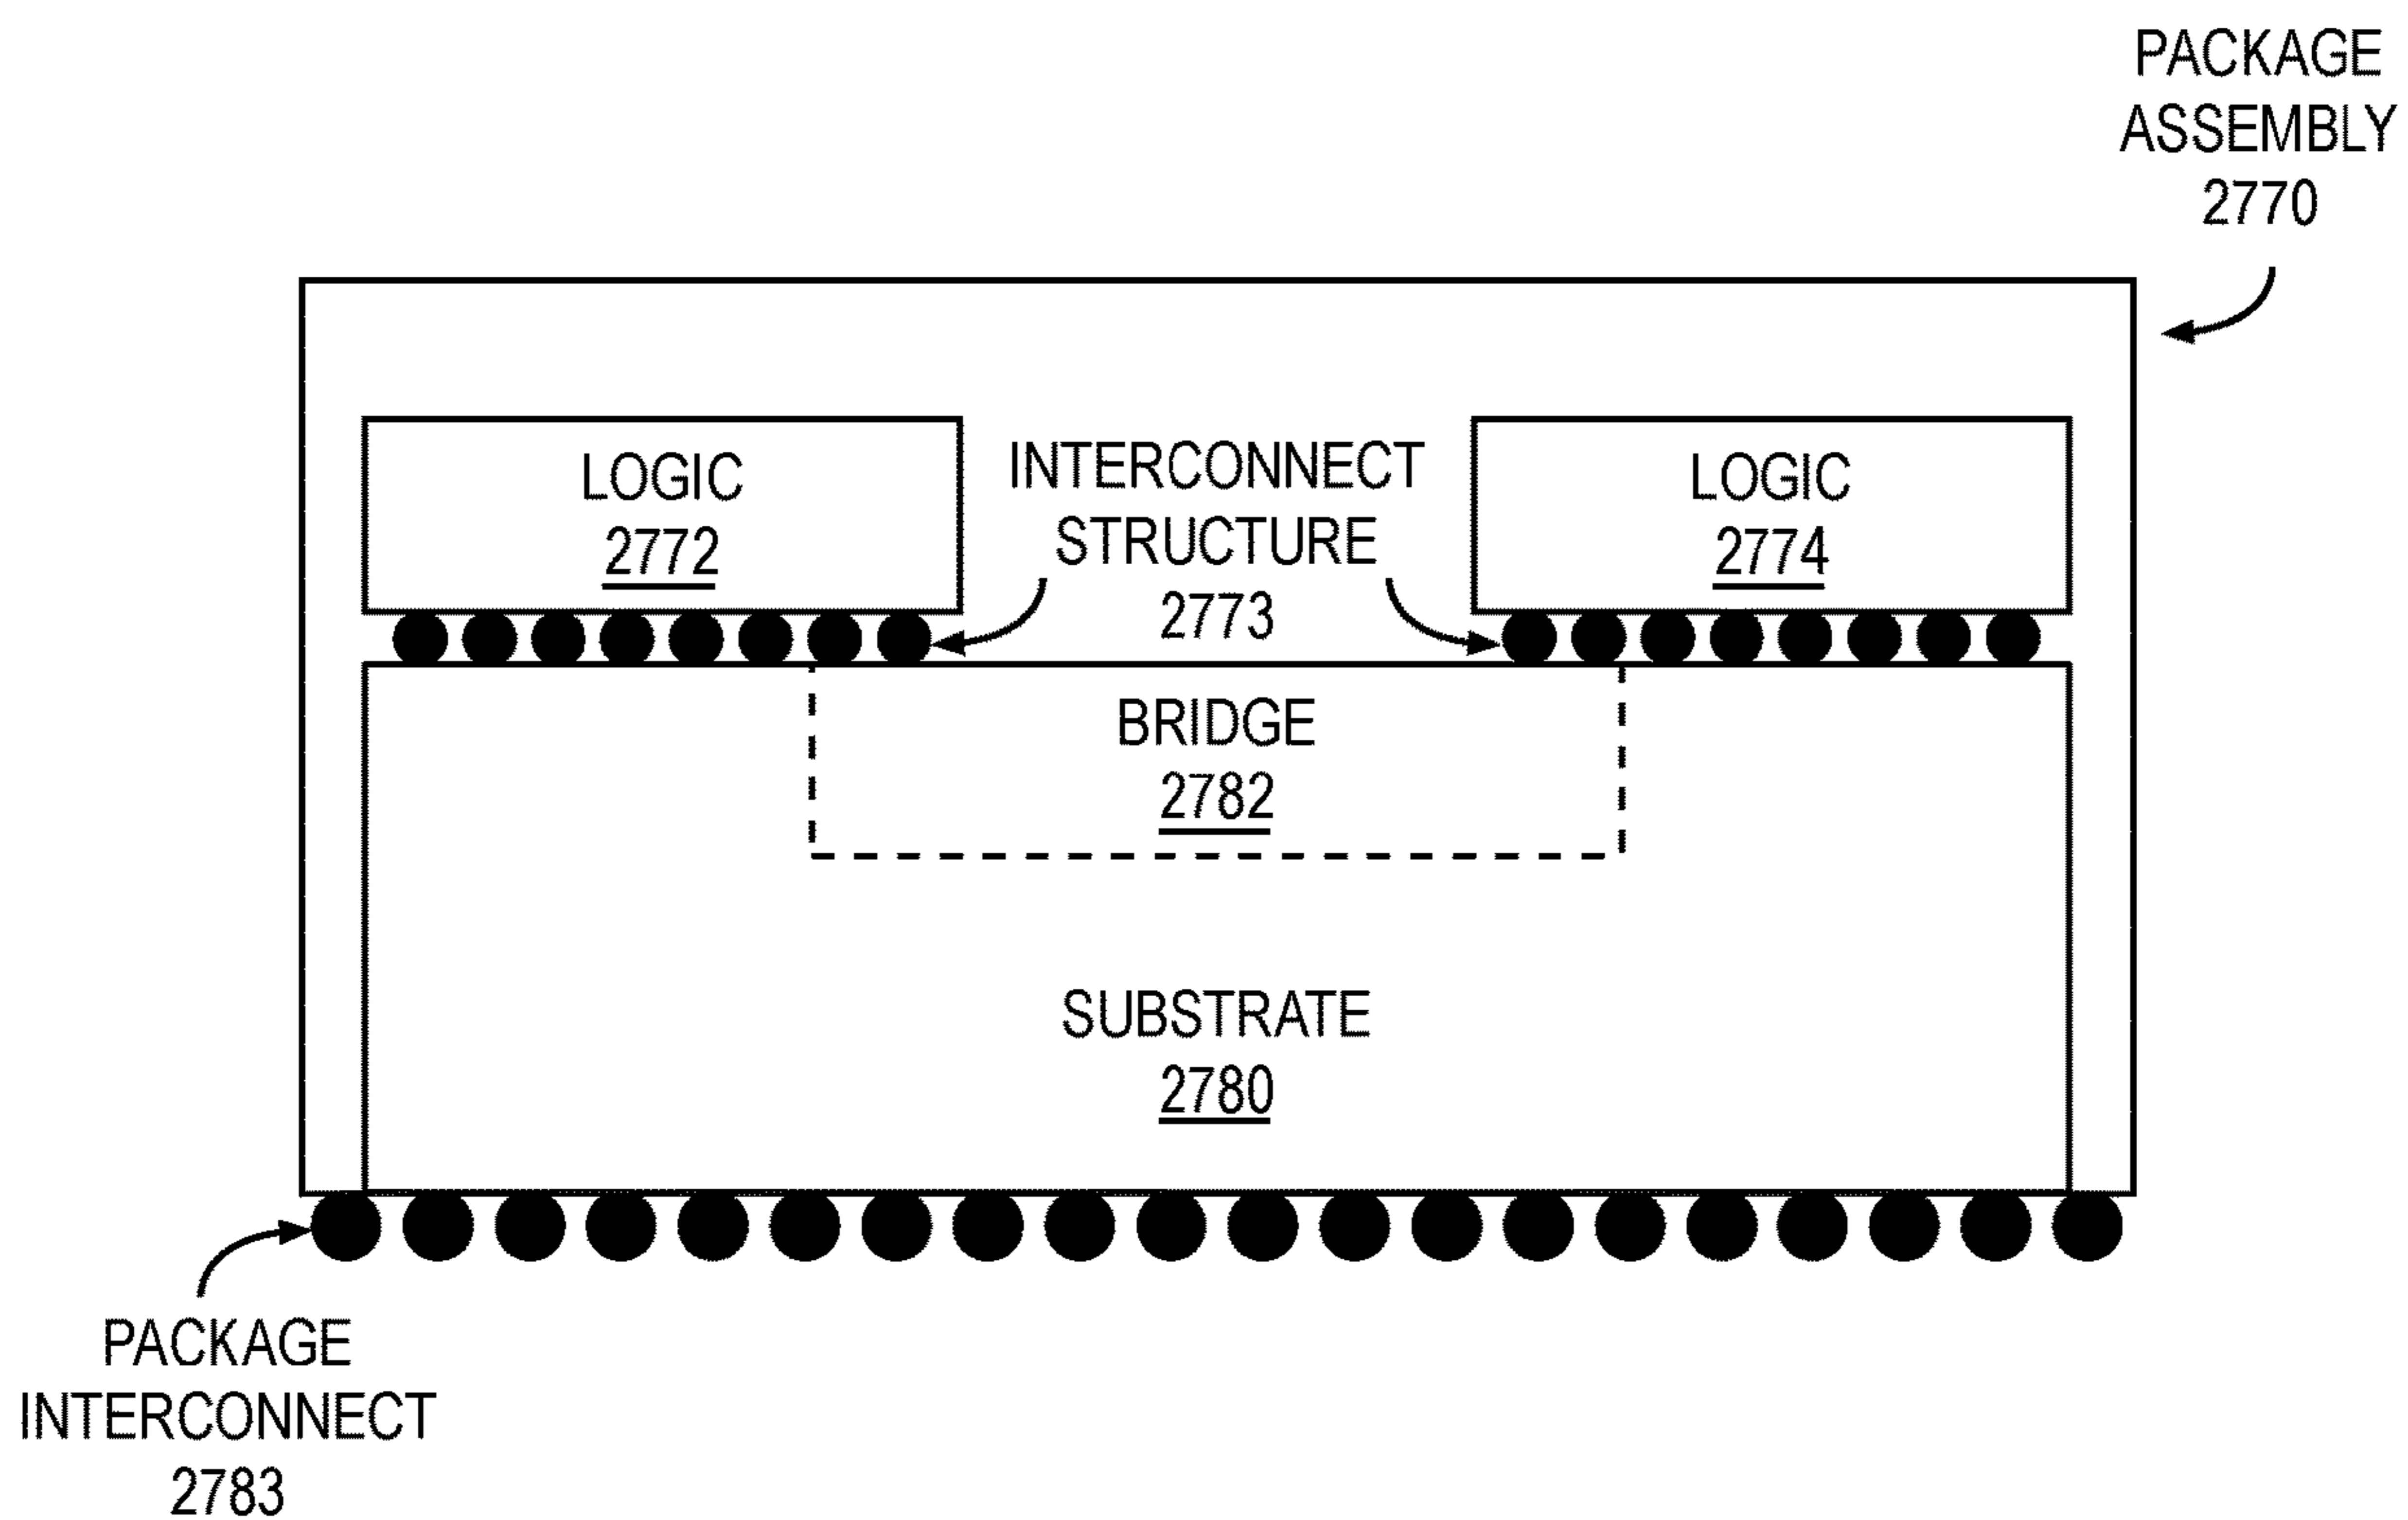 PACKAGE
ASSEMBLY
2770
LOGIC
2772
INTERCONNECT
STRUCTURE
2773
LOGIC
2774
BRIDGE
2782
SUBSTRATE
2780
PACKAGE
INTERCONNECT
2783